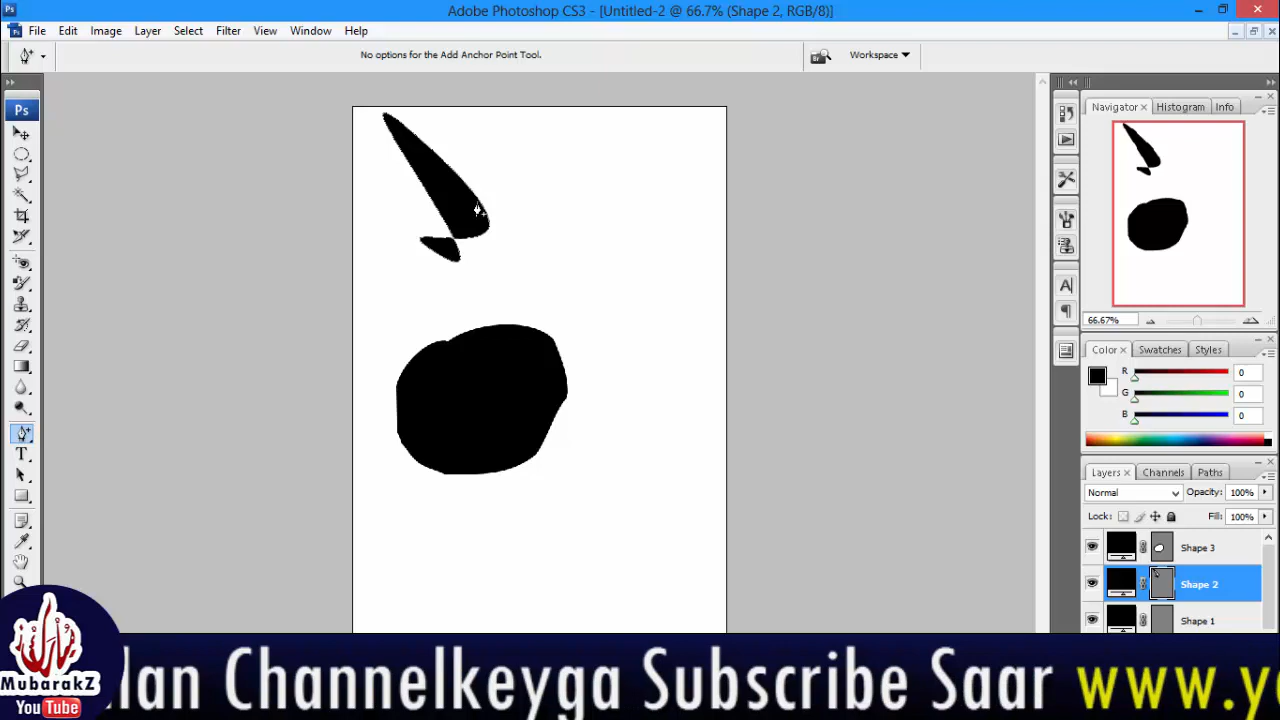 Ps
Adobe Photoshop CS3 - [Untitled-2 @ 66.7% (Shape 2, RGB/8)]
File Edit Image Layer Select Filter View Window Help
No options for the Add Anchor Point Tool.
Workspace
Ps
Navigator Histogram Info
66.67%
Color Swatches Styles
R 0
G 0
B 0
Layers Channels Paths
Normal Opacity: 100%
Lock: Fill: 100%
Shape 3
Shape 2
Shape 1
T
A
MubarakZ
YouTube
lan Channelkeyga Subscribe Saar www.y